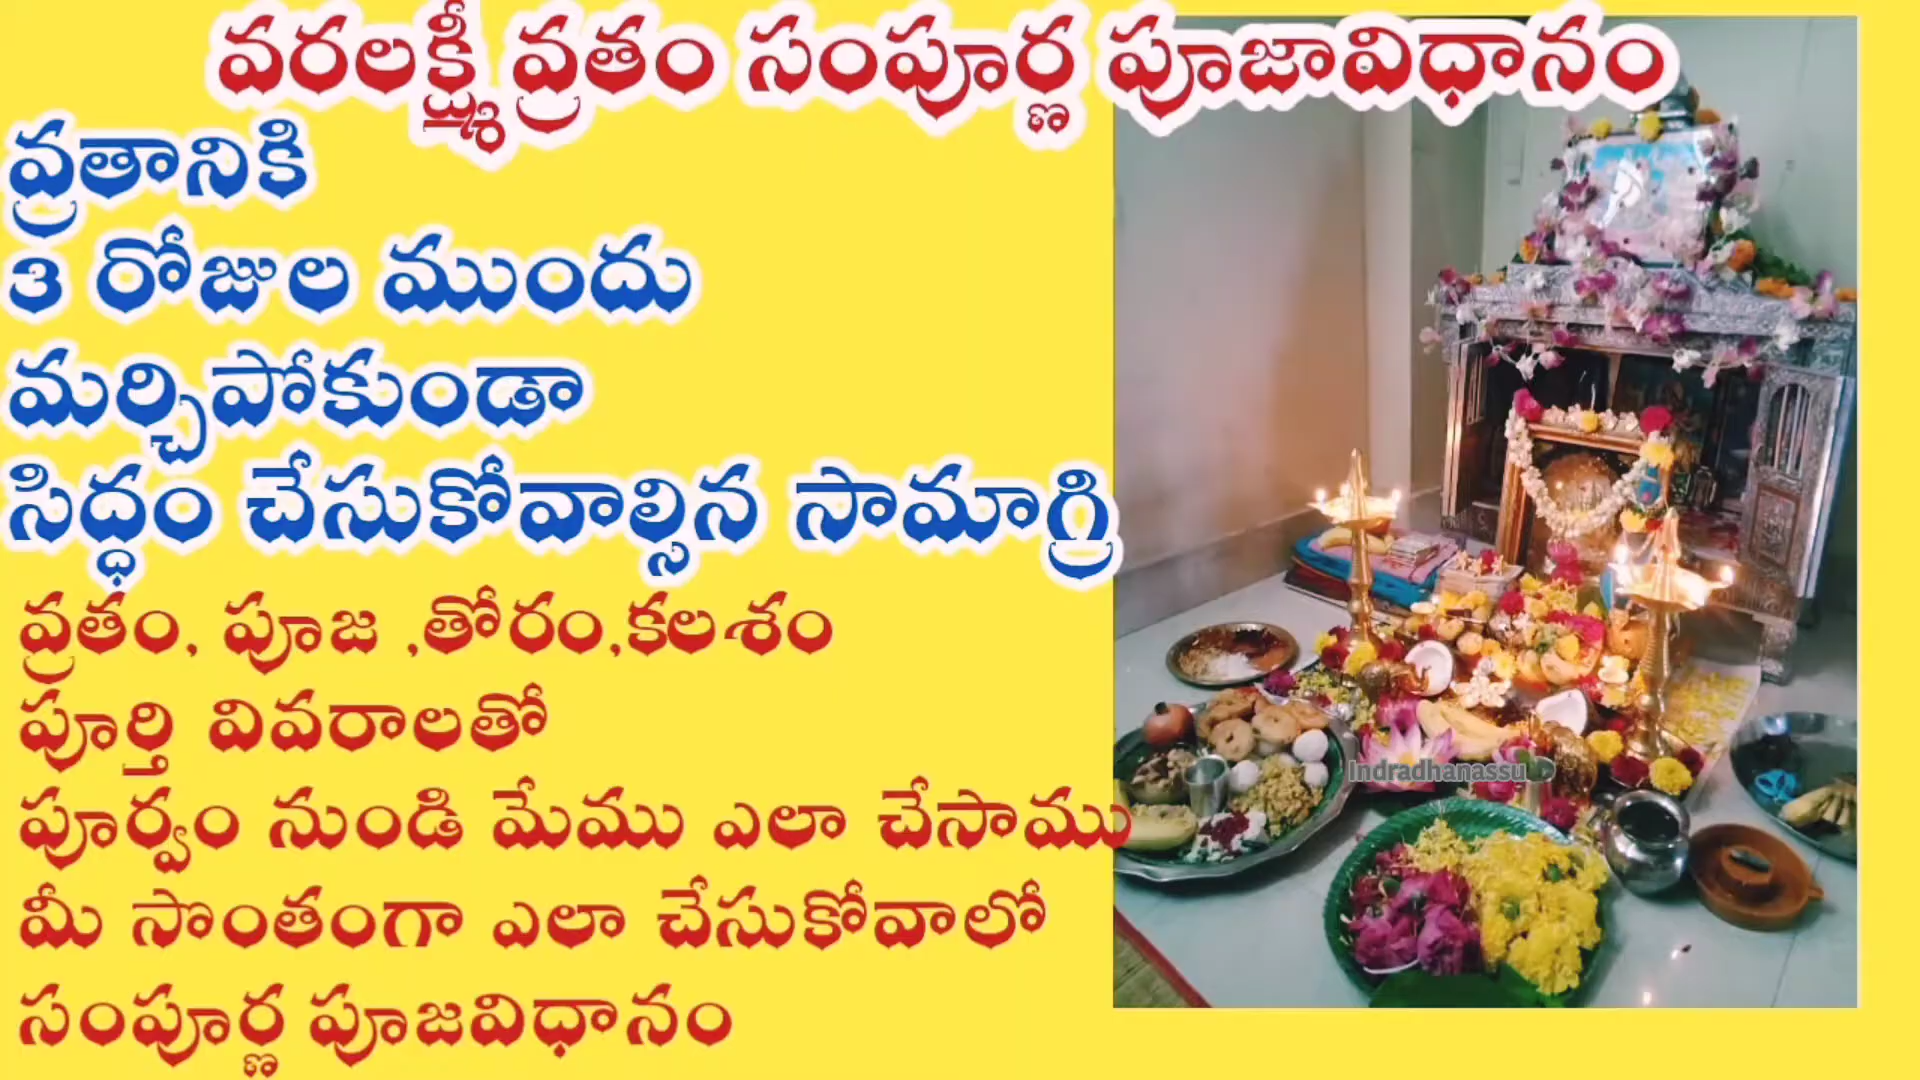 వరలక్ష్మీ వ్రతం సంపూర్ణ పూజావిధానం
వ్రతానికి
3 రోజుల ముందు
మర్చిపోకుండా
సిద్ధం చేసుకోవాల్సిన సామాగ్రి
వ్రతం, పూజ ,తోరం,కలశం
పూర్తి వివరాలతో
పూర్వం నుండి మేము ఎలా చేసాము
మీ సొంతంగా ఎలా చేసుకోవాలో
సంపూర్ణ పూజవిధానం
Indradhanassu